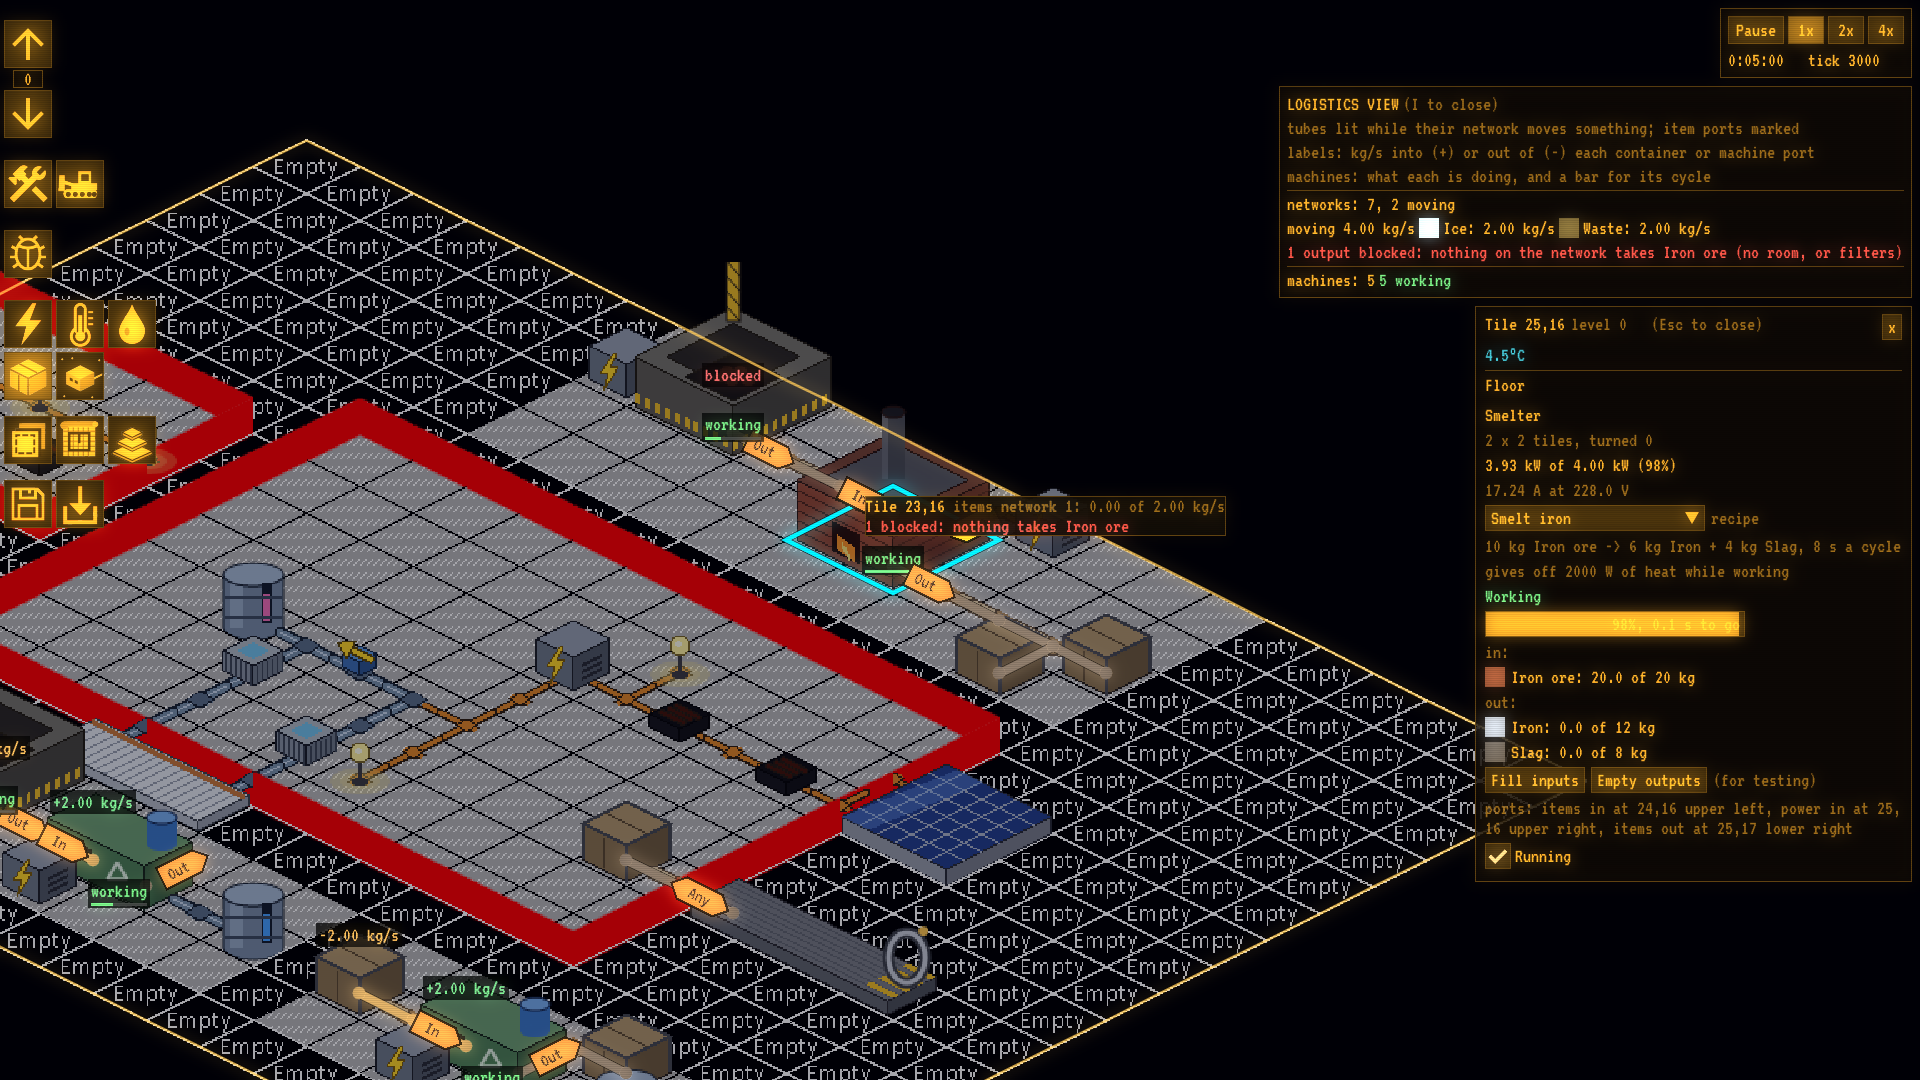 Pause 1x 2x 4x
0:05:00 tick 3000
0
LOGISTICS VIEW (I to close)
tubes lit while their network moves something; item ports marked
labels: kg/s into (+) or out of (-) each container or machine port
machines: what each is doing, and a bar for its cycle
networks: 7, 2 moving
moving 4.00 kg/s Ice: 2.00 kg/s Waste: 2.00 kg/s
1 output blocked: nothing on the network takes Iron ore (no room, or filters)
machines: 5 5 working
Tile 25,16 level 0 (Esc to close)
x
4.5°C
Floor
Smelter
2 x 2 tiles, turned 0
3.93 kW of 4.00 kW (98%)
17.24 A at 228.0 V
Smelt iron recipe
10 kg Iron ore -> 6 kg Iron + 4 kg Slag, 8 s a cycle
gives off 2000 W of heat while working
Working
98%, 0.1 s to go
in:
Iron ore: 20.0 of 20 kg
out:
Iron: 0.0 of 12 kg
Slag: 0.0 of 8 kg
Fill inputs Empty outputs (for testing)
ports: items in at 24,16 upper left, power in at 25,
16 upper right, items out at 25,17 lower right
Running
Empty
Empty
Empty
Empty
Empty
blocked
working
Out
In
Tile 23,16 items network 1: 0.00 of 2.00 kg/s
1 blocked: nothing takes Iron ore
working
Out
+2.00 kg/s
Out
In
Out
working
Any
-2.00 kg/s
+2.00 kg/s
In
Out
working